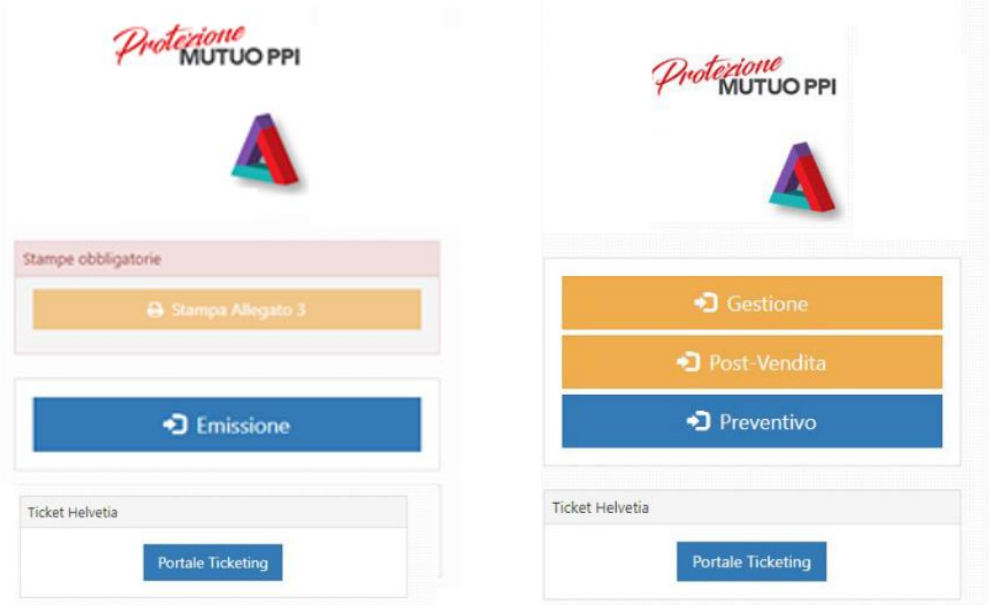 Protezione
MUTUO PPI
Stampe obbligatorie
Stampa Allegato 3
Emissione
Ticket Helvetia
Portale Ticketing
Protezione
MUTUO PPI
Gestione
Post-Vendita
Preventivo
Ticket Helvetia
Portale Ticketing